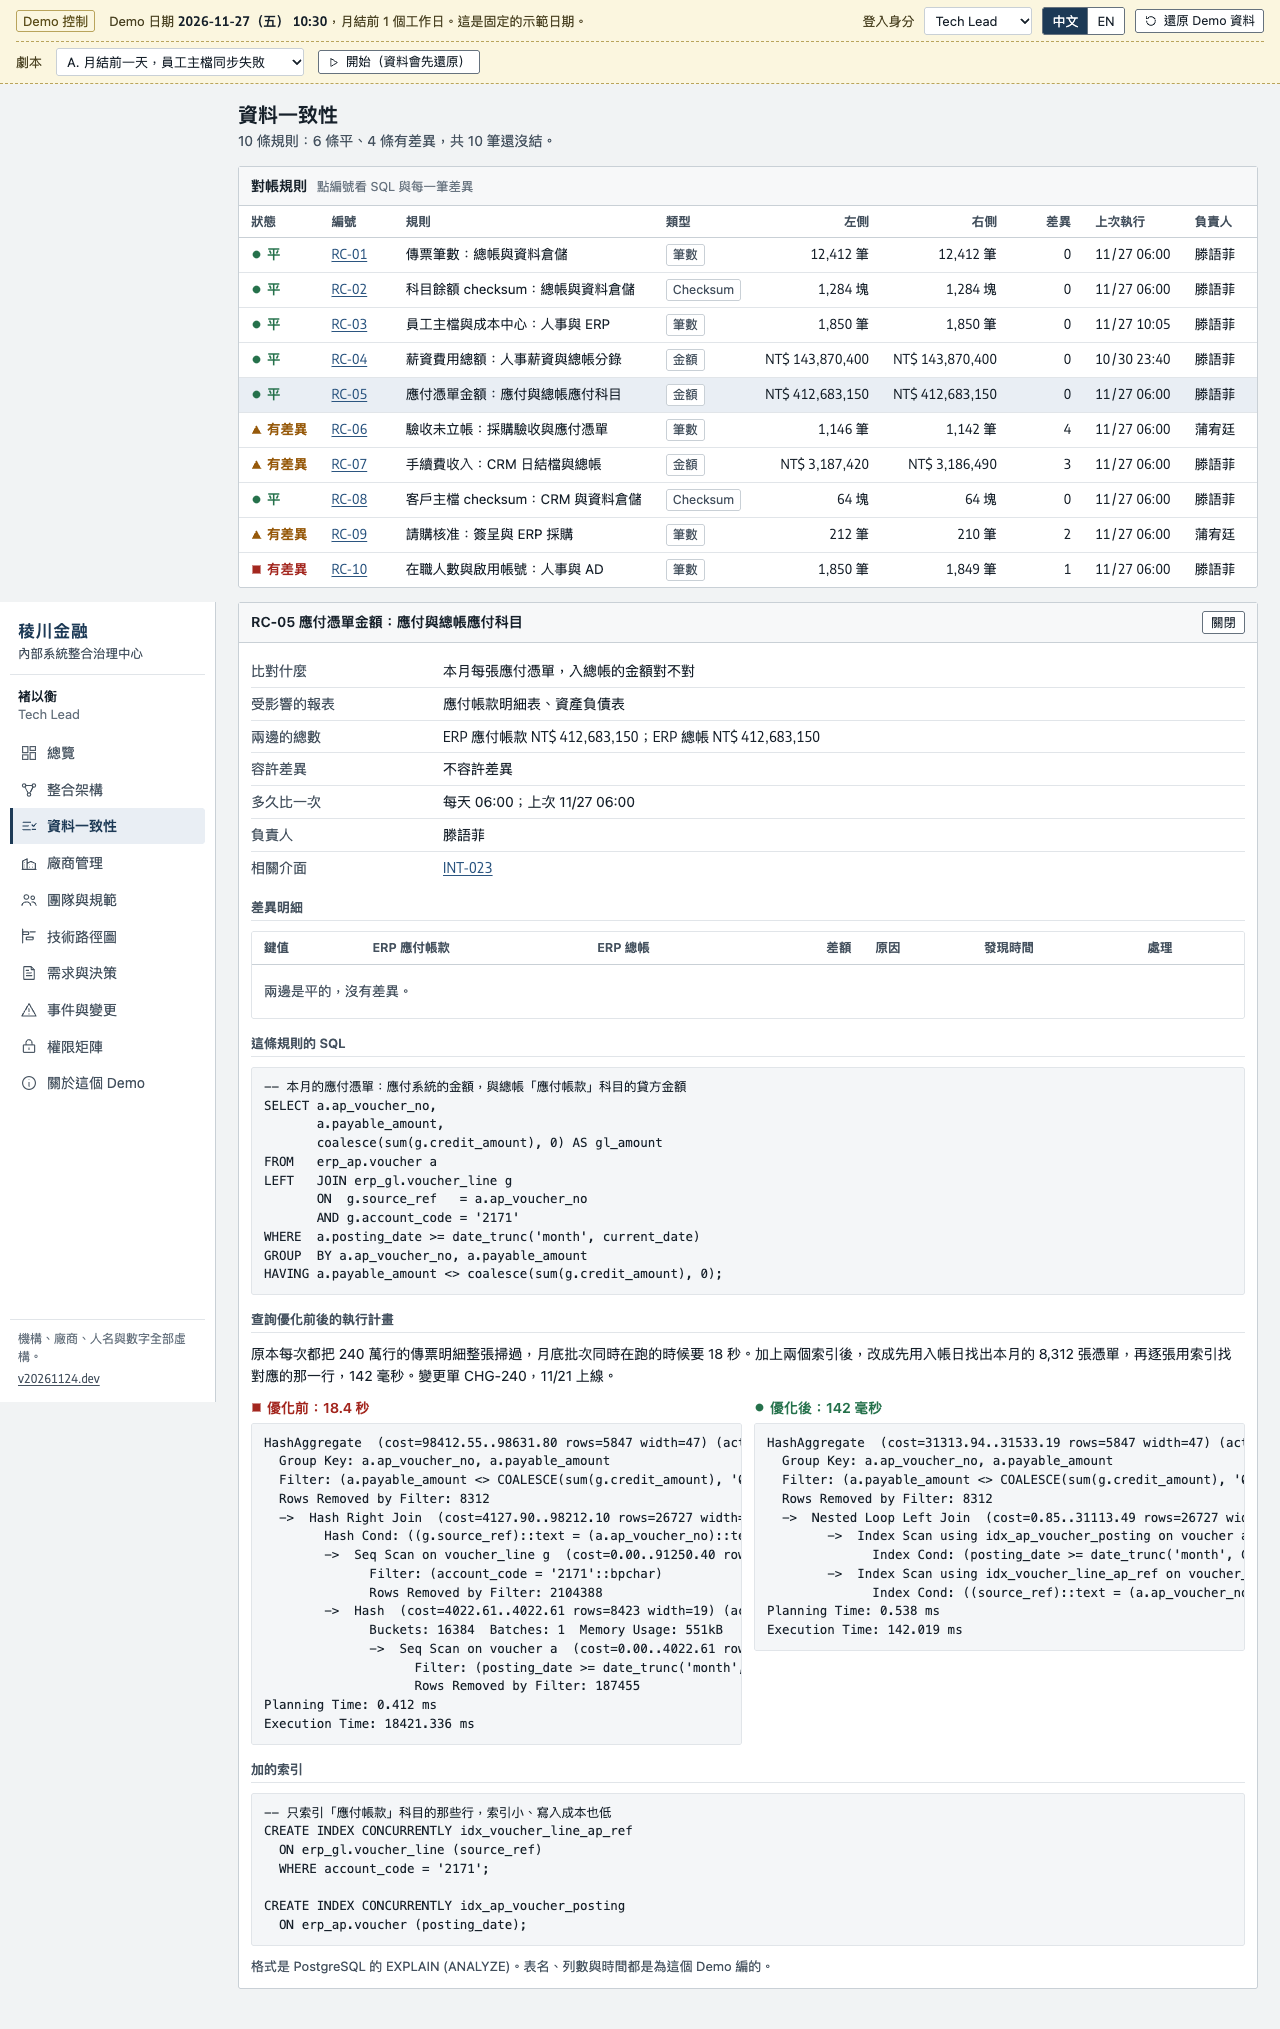 Demo 控制 Demo 日期 2026-11-27（五） 10:30，月結前 1 個工作日。這是固定的示範日期。 登入身分 Tech Lead 中文 EN 還原 Demo 資料
劇本 A. 月結前一天，員工主檔同步失敗 開始（資料會先還原）
資料一致性
10 條規則：6 條平、4 條有差異，共 10 筆還沒結。
對帳規則 點編號看 SQL 與每一筆差異
狀態 編號 規則 類型 左側 右側 差異 上次執行 負責人
平 RC-01 傳票筆數：總帳與資料倉儲 筆數 12,412 筆 12,412 筆 0 11/27 06:00 滕語菲
平 RC-02 科目餘額 checksum：總帳與資料倉儲 Checksum 1,284 塊 1,284 塊 0 11/27 06:00 滕語菲
平 RC-03 員工主檔與成本中心：人事與 ERP 筆數 1,850 筆 1,850 筆 0 11/27 10:05 滕語菲
平 RC-04 薪資費用總額：人事薪資與總帳分錄 金額 NT$ 143,870,400 NT$ 143,870,400 0 10/30 23:40 滕語菲
平 RC-05 應付憑單金額：應付與總帳應付科目 金額 NT$ 412,683,150 NT$ 412,683,150 0 11/27 06:00 滕語菲
有差異 RC-06 驗收未立帳：採購驗收與應付憑單 筆數 1,146 筆 1,142 筆 4 11/27 06:00 蒲宥廷
有差異 RC-07 手續費收入：CRM 日結檔與總帳 金額 NT$ 3,187,420 NT$ 3,186,490 3 11/27 06:00 滕語菲
平 RC-08 客戶主檔 checksum：CRM 與資料倉儲 Checksum 64 塊 64 塊 0 11/27 06:00 滕語菲
有差異 RC-09 請購核准：簽呈與 ERP 採購 筆數 212 筆 210 筆 2 11/27 06:00 蒲宥廷
有差異 RC-10 在職人數與啟用帳號：人事與 AD 筆數 1,850 筆 1,849 筆 1 11/27 06:00 滕語菲
稜川金融
內部系統整合治理中心
褚以衡
Tech Lead
總覽
整合架構
資料一致性
廠商管理
團隊與規範
技術路徑圖
需求與決策
事件與變更
權限矩陣
關於這個 Demo
機構、廠商、人名與數字全部虛構。
v20261124.dev
RC-05 應付憑單金額：應付與總帳應付科目 關閉
比對什麼 本月每張應付憑單，入總帳的金額對不對
受影響的報表 應付帳款明細表、資產負債表
兩邊的總數 ERP 應付帳款 NT$ 412,683,150；ERP 總帳 NT$ 412,683,150
容許差異 不容許差異
多久比一次 每天 06:00；上次 11/27 06:00
負責人 滕語菲
相關介面 INT-023
差異明細
鍵值 ERP 應付帳款 ERP 總帳 差額 原因 發現時間 處理
兩邊是平的，沒有差異。
這條規則的 SQL
-- 本月的應付憑單：應付系統的金額，與總帳「應付帳款」科目的貸方金額
SELECT a.ap_voucher_no,
       a.payable_amount,
       coalesce(sum(g.credit_amount), 0) AS gl_amount
FROM   erp_ap.voucher a
LEFT   JOIN erp_gl.voucher_line g
       ON  g.source_ref   = a.ap_voucher_no
       AND g.account_code = '2171'
WHERE  a.posting_date >= date_trunc('month', current_date)
GROUP  BY a.ap_voucher_no, a.payable_amount
HAVING a.payable_amount <> coalesce(sum(g.credit_amount), 0);
查詢優化前後的執行計畫
原本每次都把 240 萬行的傳票明細整張掃過，月底批次同時在跑的時候要 18 秒。加上兩個索引後，改成先用入帳日找出本月的 8,312 張憑單，再逐張用索引找
對應的那一行，142 毫秒。變更單 CHG-240，11/21 上線。
優化前：18.4 秒
HashAggregate  (cost=98412.55..98631.80 rows=5847 width=47) (act
  Group Key: a.ap_voucher_no, a.payable_amount
  Filter: (a.payable_amount <> COALESCE(sum(g.credit_amount), '0
  Rows Removed by Filter: 8312
  ->  Hash Right Join  (cost=4127.90..98212.10 rows=26727 width=
        Hash Cond: ((g.source_ref)::text = (a.ap_voucher_no)::te
        ->  Seq Scan on voucher_line g  (cost=0.00..91250.40 row
              Filter: (account_code = '2171'::bpchar)
              Rows Removed by Filter: 2104388
        ->  Hash  (cost=4022.61..4022.61 rows=8423 width=19) (ac
              Buckets: 16384  Batches: 1  Memory Usage: 551kB
              ->  Seq Scan on voucher a  (cost=0.00..4022.61 row
                    Filter: (posting_date >= date_trunc('month',
                    Rows Removed by Filter: 187455
Planning Time: 0.412 ms
Execution Time: 18421.336 ms
優化後：142 毫秒
HashAggregate  (cost=31313.94..31533.19 rows=5847 width=47) (act
  Group Key: a.ap_voucher_no, a.payable_amount
  Filter: (a.payable_amount <> COALESCE(sum(g.credit_amount), '0
  Rows Removed by Filter: 8312
  ->  Nested Loop Left Join  (cost=0.85..31113.49 rows=26727 wid
        ->  Index Scan using idx_ap_voucher_posting on voucher a
              Index Cond: (posting_date >= date_trunc('month', C
        ->  Index Scan using idx_voucher_line_ap_ref on voucher_
              Index Cond: ((source_ref)::text = (a.ap_voucher_no
Planning Time: 0.538 ms
Execution Time: 142.019 ms
加的索引
-- 只索引「應付帳款」科目的那些行，索引小、寫入成本也低
CREATE INDEX CONCURRENTLY idx_voucher_line_ap_ref
  ON erp_gl.voucher_line (source_ref)
  WHERE account_code = '2171';
CREATE INDEX CONCURRENTLY idx_ap_voucher_posting
  ON erp_ap.voucher (posting_date);
格式是 PostgreSQL 的 EXPLAIN (ANALYZE)。表名、列數與時間都是為這個 Demo 編的。